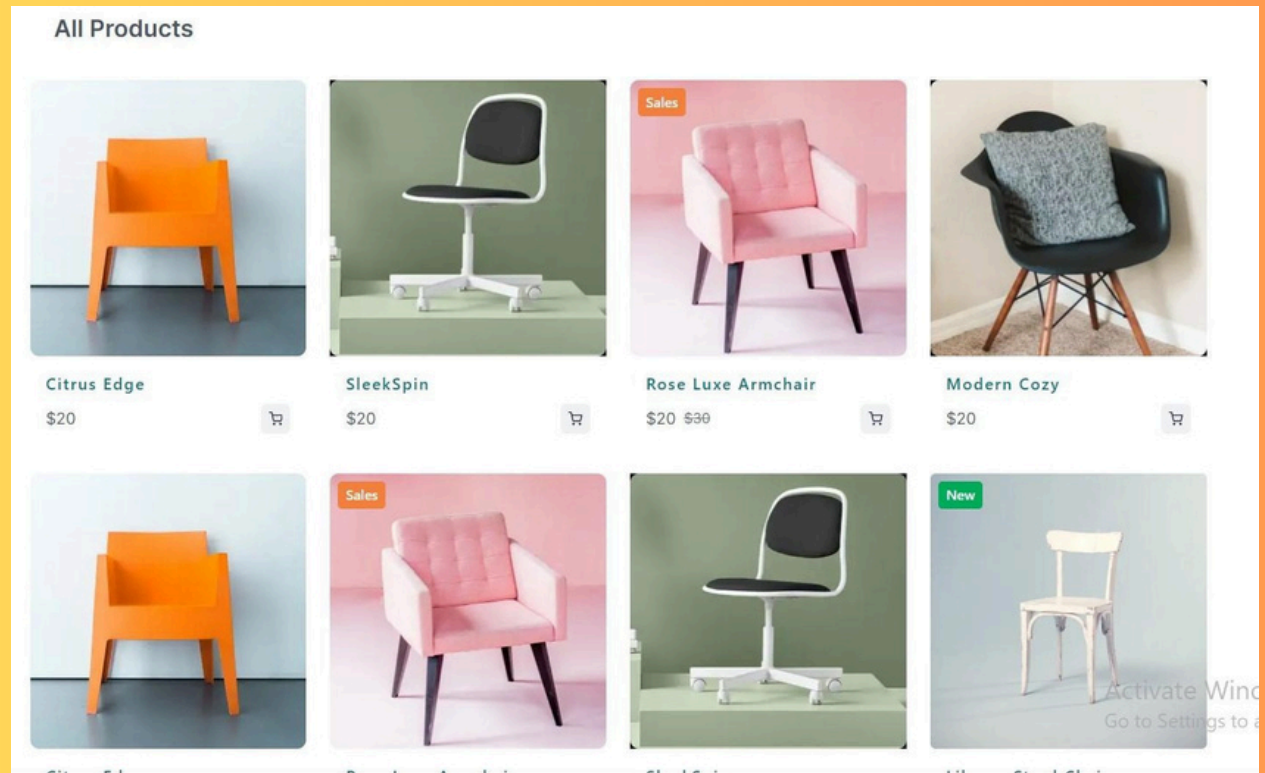 All Products
Sales
Citrus Edge
SleekSpin
Rose Luxe Armchair
Modern Cozy
$20
$20
$20 $30
$20
Sales
New
Activate Wind
Go to Settings to a